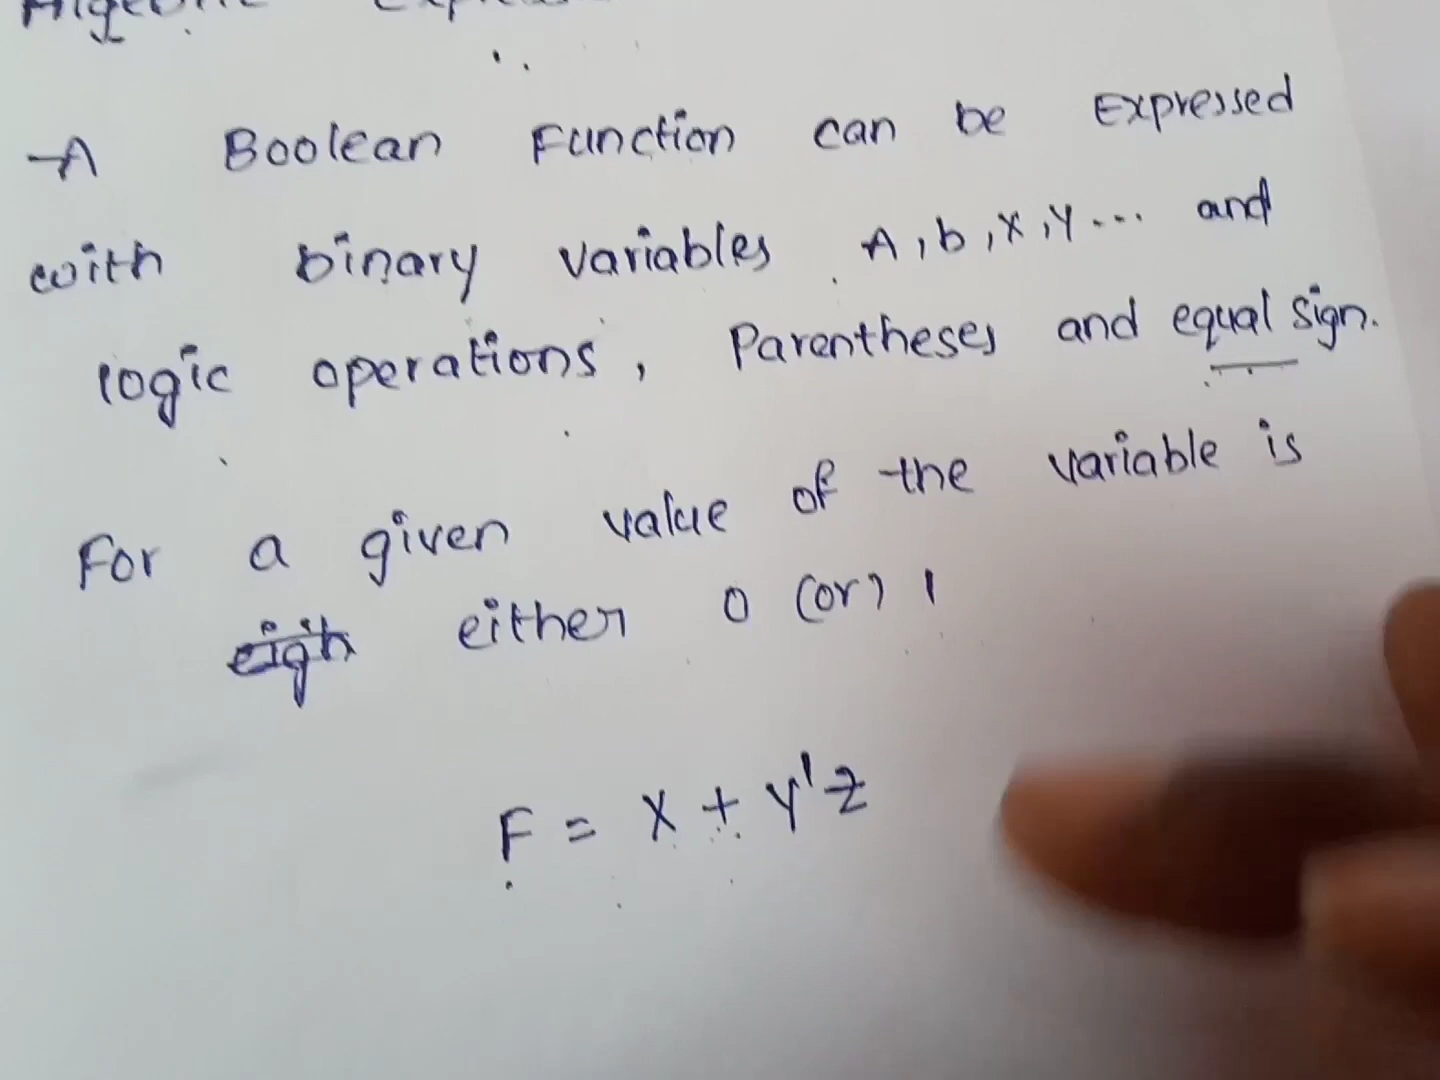 A Boolean Function can be Expressed
with binary variables A, b, X, Y... and
logic operations, Parentheses and equal sign.
For a given value of the variable is
either 0 (or) 1
F = X + Y'Z